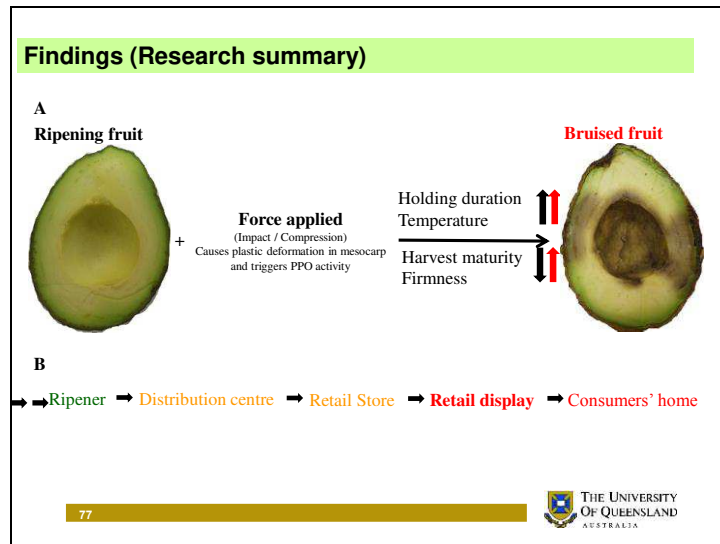 Findings (Research summary)
A
Ripening fruit
Bruised fruit
+
Force applied
(Impact / Compression)
Causes plastic deformation in mesocarp
and triggers PPO activity
Holding duration
Temperature
Harvest maturity
Firmness
B
Ripener Distribution centre Retail Store Retail display Consumers' home
77
THE UNIVERSITY
OF QUEENSLAND
AUSTRALIA